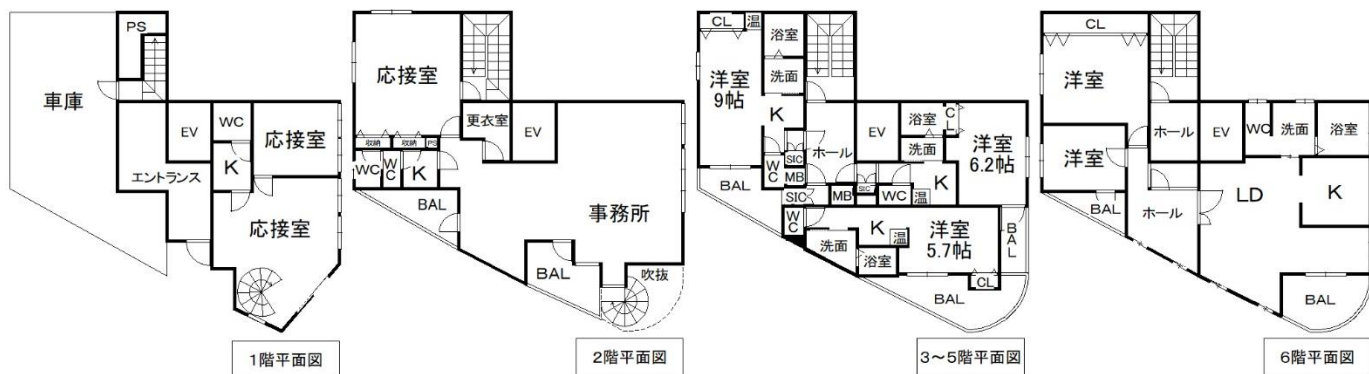 PS
車庫
EV
WC
応接室
K
エントランス
応接室
1階平面図
応接室
更衣室
EV
収納
収納
PS
WC
WC
K
BAL
事務所
BAL
吹抜
2階平面図
CL
温
浴室
洋室
9帖
洗面
K
EV
浴室
CL
洗面
洋室
6.2帖
ホール
SIC
WC
MB
BAL
SIC
MB
SIC
WC
温
K
WC
K
洋室
5.7帖
温
洗面
浴室
BAL
CL
BAL
3～5階平面図
CL
洋室
ホール
EV
WC
洗面
浴室
洋室
K
LD
BAL
ホール
BAL
6階平面図